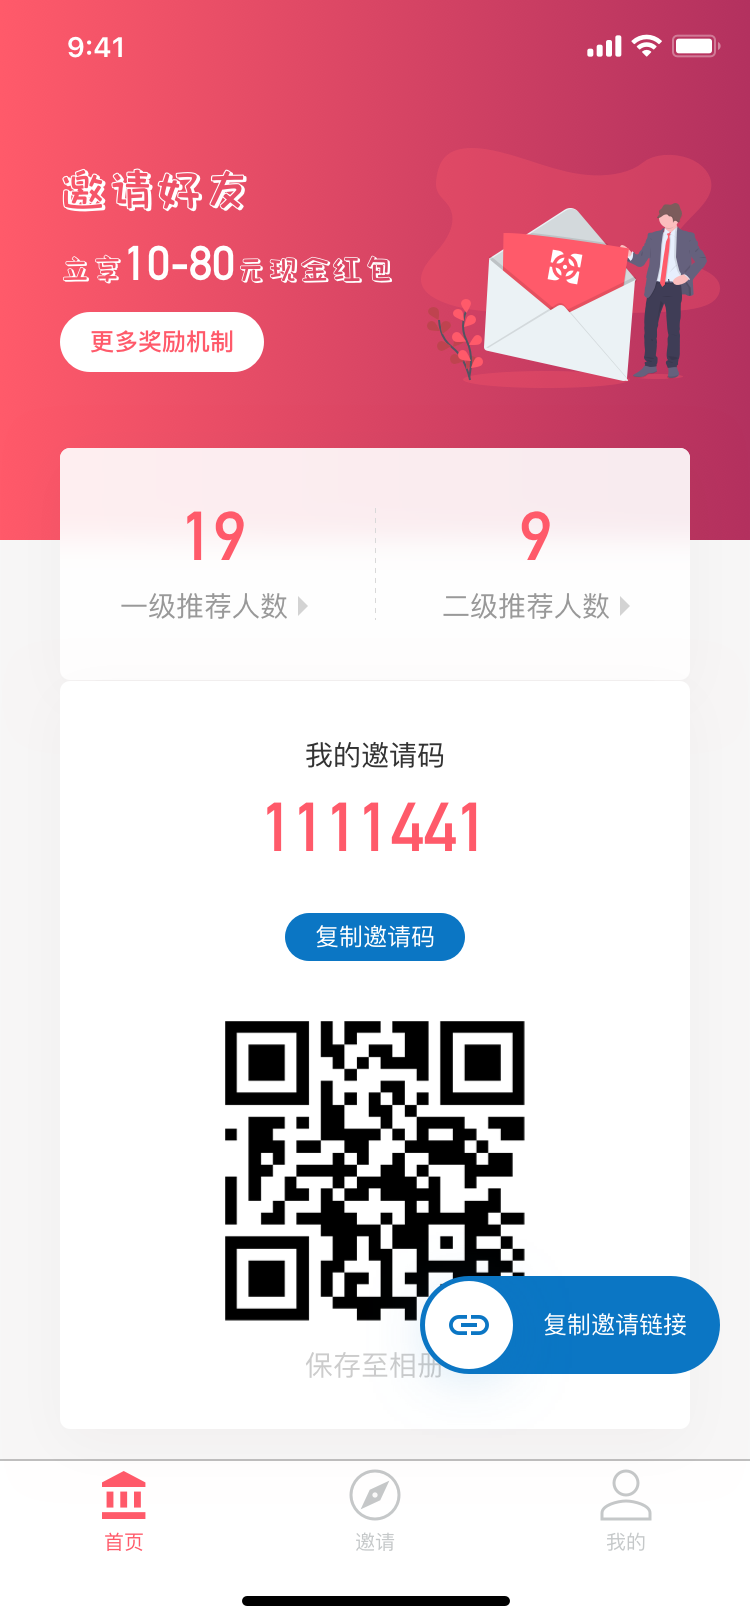 9:41
邀请好友
立享10-80元现金红包
更多奖励机制
19
9
一级推荐人数
二级推荐人数
我的邀请码
1111441
复制邀请码
复制邀请链接
保存至相册
首页
邀请
我的